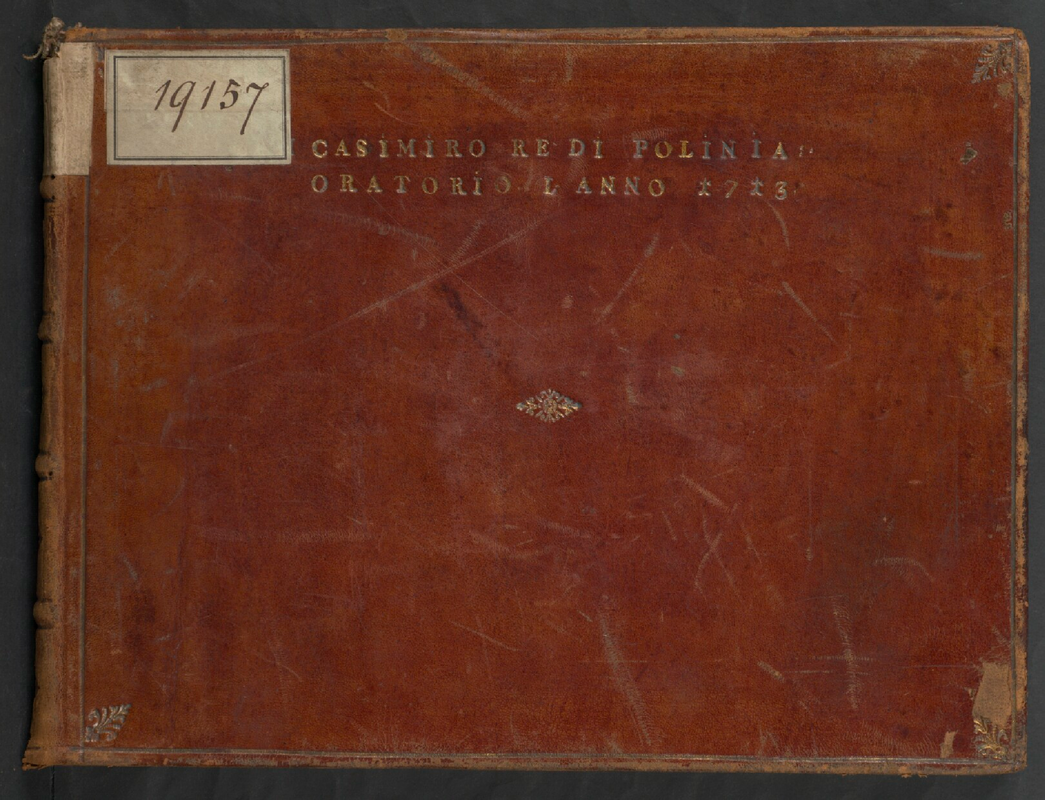 19157
CASIMIRO RE DI POLINIA
ORATORIO L ANNO 1713